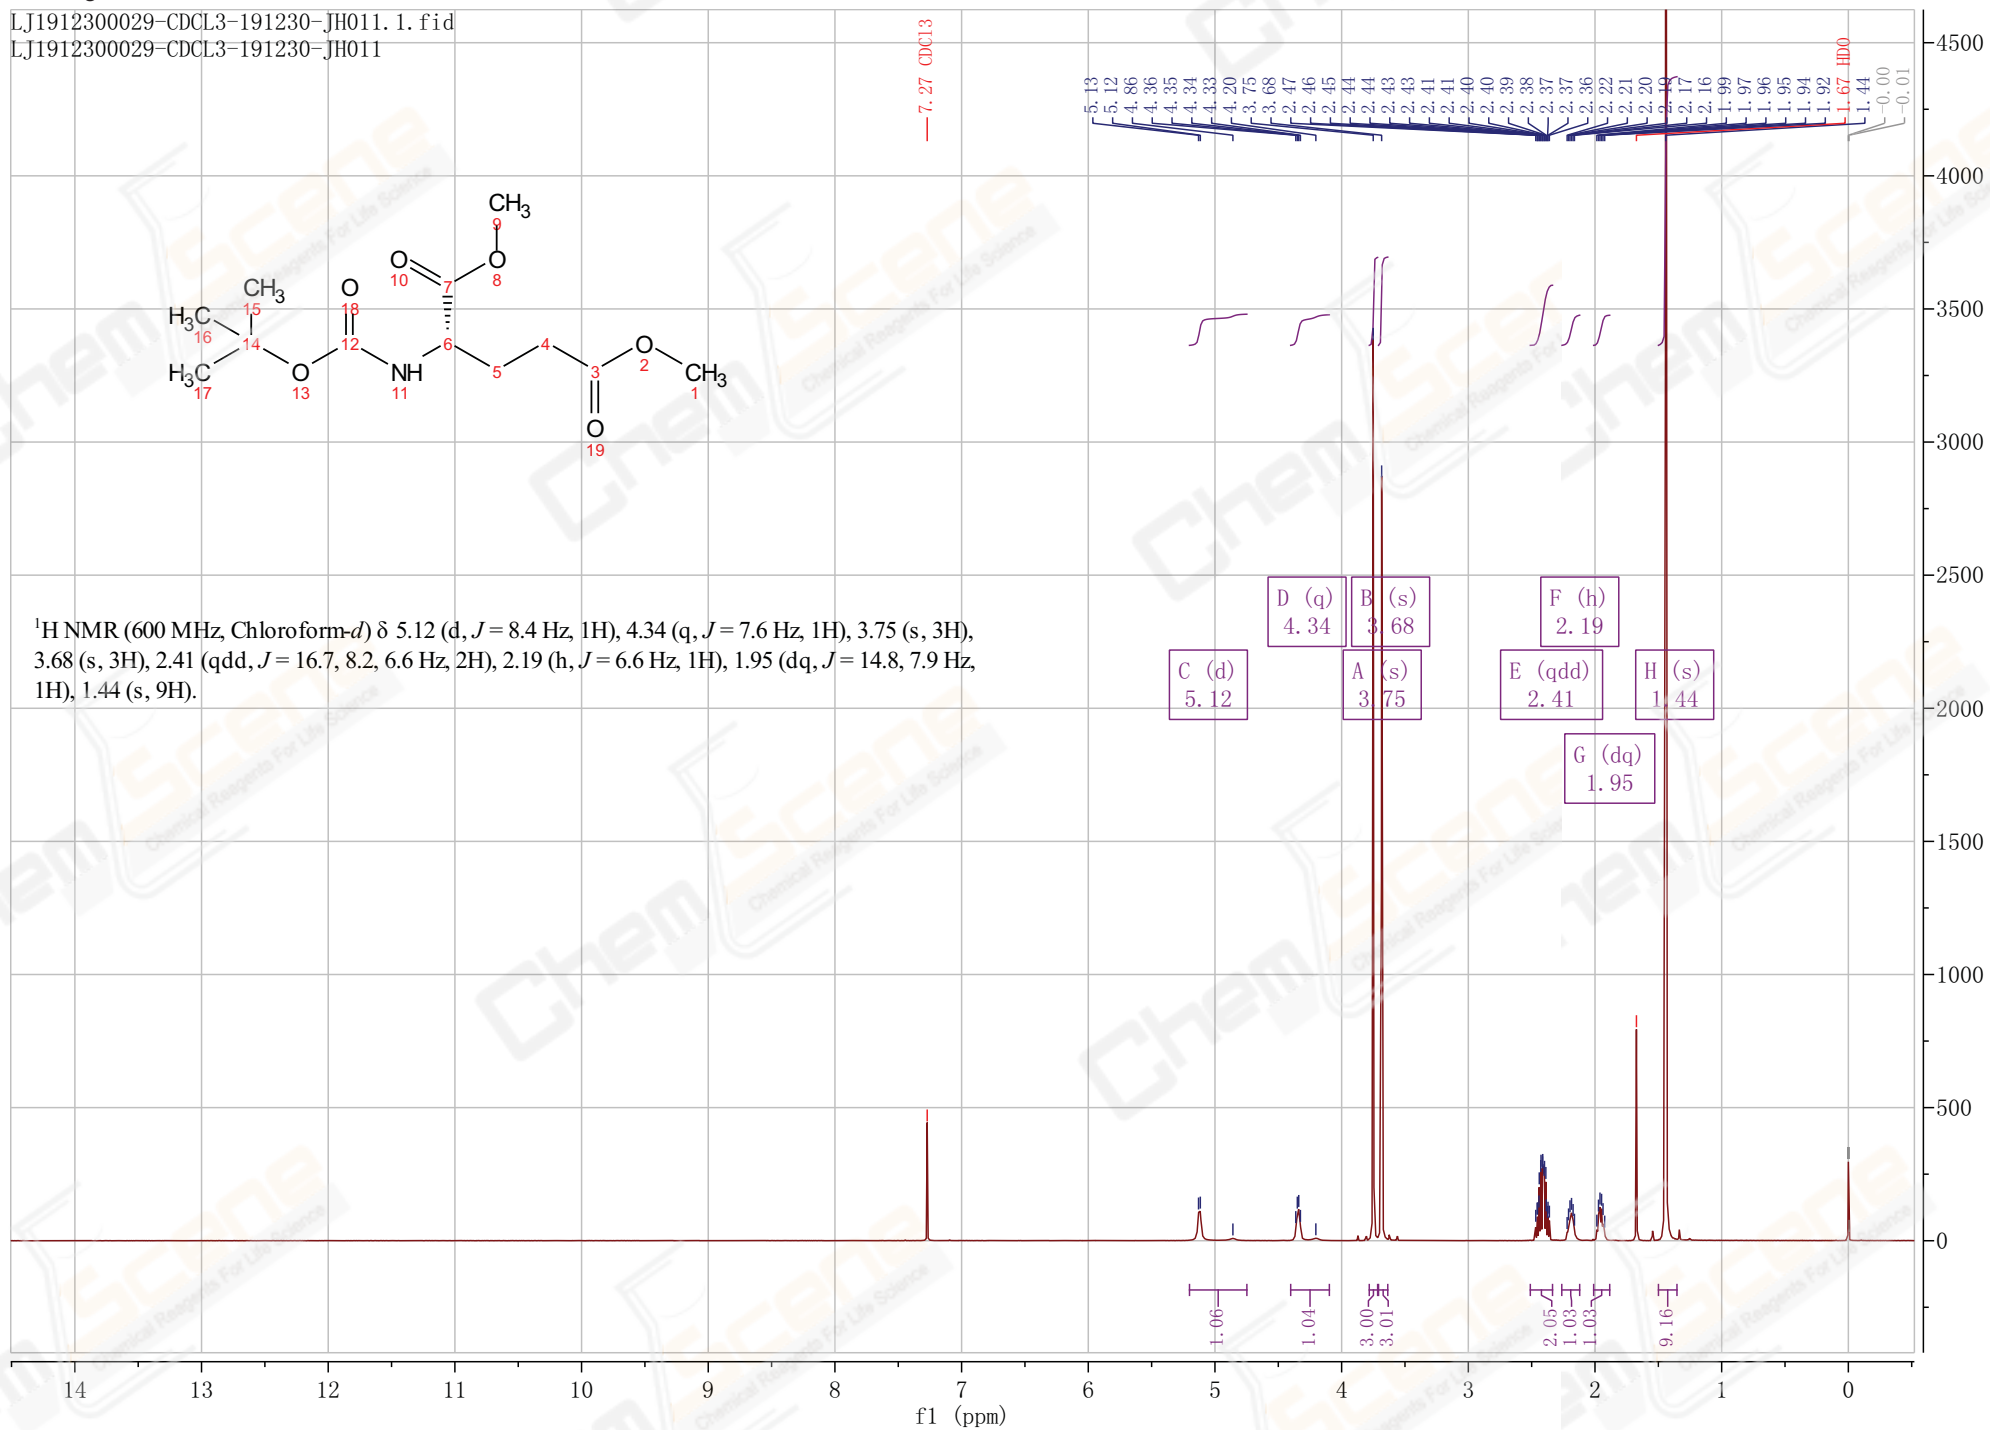 LJ1912300029-CDCL3-191230-JH011.1.fid
LJ1912300029-CDCL3-191230-JH011
7.27 CDCl3
5.13
5.12
4.86
4.36
4.35
4.34
4.33
4.20
3.75
3.68
2.47
2.46
2.45
2.44
2.44
2.43
2.43
2.41
2.41
2.40
2.40
2.39
2.38
2.37
2.37
2.36
2.22
2.21
2.20
2.19
2.17
2.16
1.99
1.97
1.96
1.95
1.94
1.92
1.67 HDO
1.44
-0.00
-0.01
CH3
9
O
10
7
O
8
O
18
CH3
15
H3C
16
14
12
6
4
O
2
H3C
17
O
13
NH
11
5
3
CH3
1
O
19
1H NMR (600 MHz, Chloroform-d) δ 5.12 (d, J = 8.4 Hz, 1H), 4.34 (q, J = 7.6 Hz, 1H), 3.75 (s, 3H),
3.68 (s, 3H), 2.41 (qdd, J = 16.7, 8.2, 6.6 Hz, 2H), 2.19 (h, J = 6.6 Hz, 1H), 1.95 (dq, J = 14.8, 7.9 Hz,
1H), 1.44 (s, 9H).
D (q)
4.34
B (s)
3.68
F (h)
2.19
C (d)
5.12
A (s)
3.75
E (qdd)
2.41
H (s)
1.44
G (dq)
1.95
4500
4000
3500
3000
2500
2000
1500
1000
500
0
1.06
1.04
3.00
3.01
2.05
1.03
1.03
9.16
14 13 12 11 10 9 8 7 6 5 4 3 2 1 0
f1 (ppm)
ChemScene
Chemical Reagents For Life Science